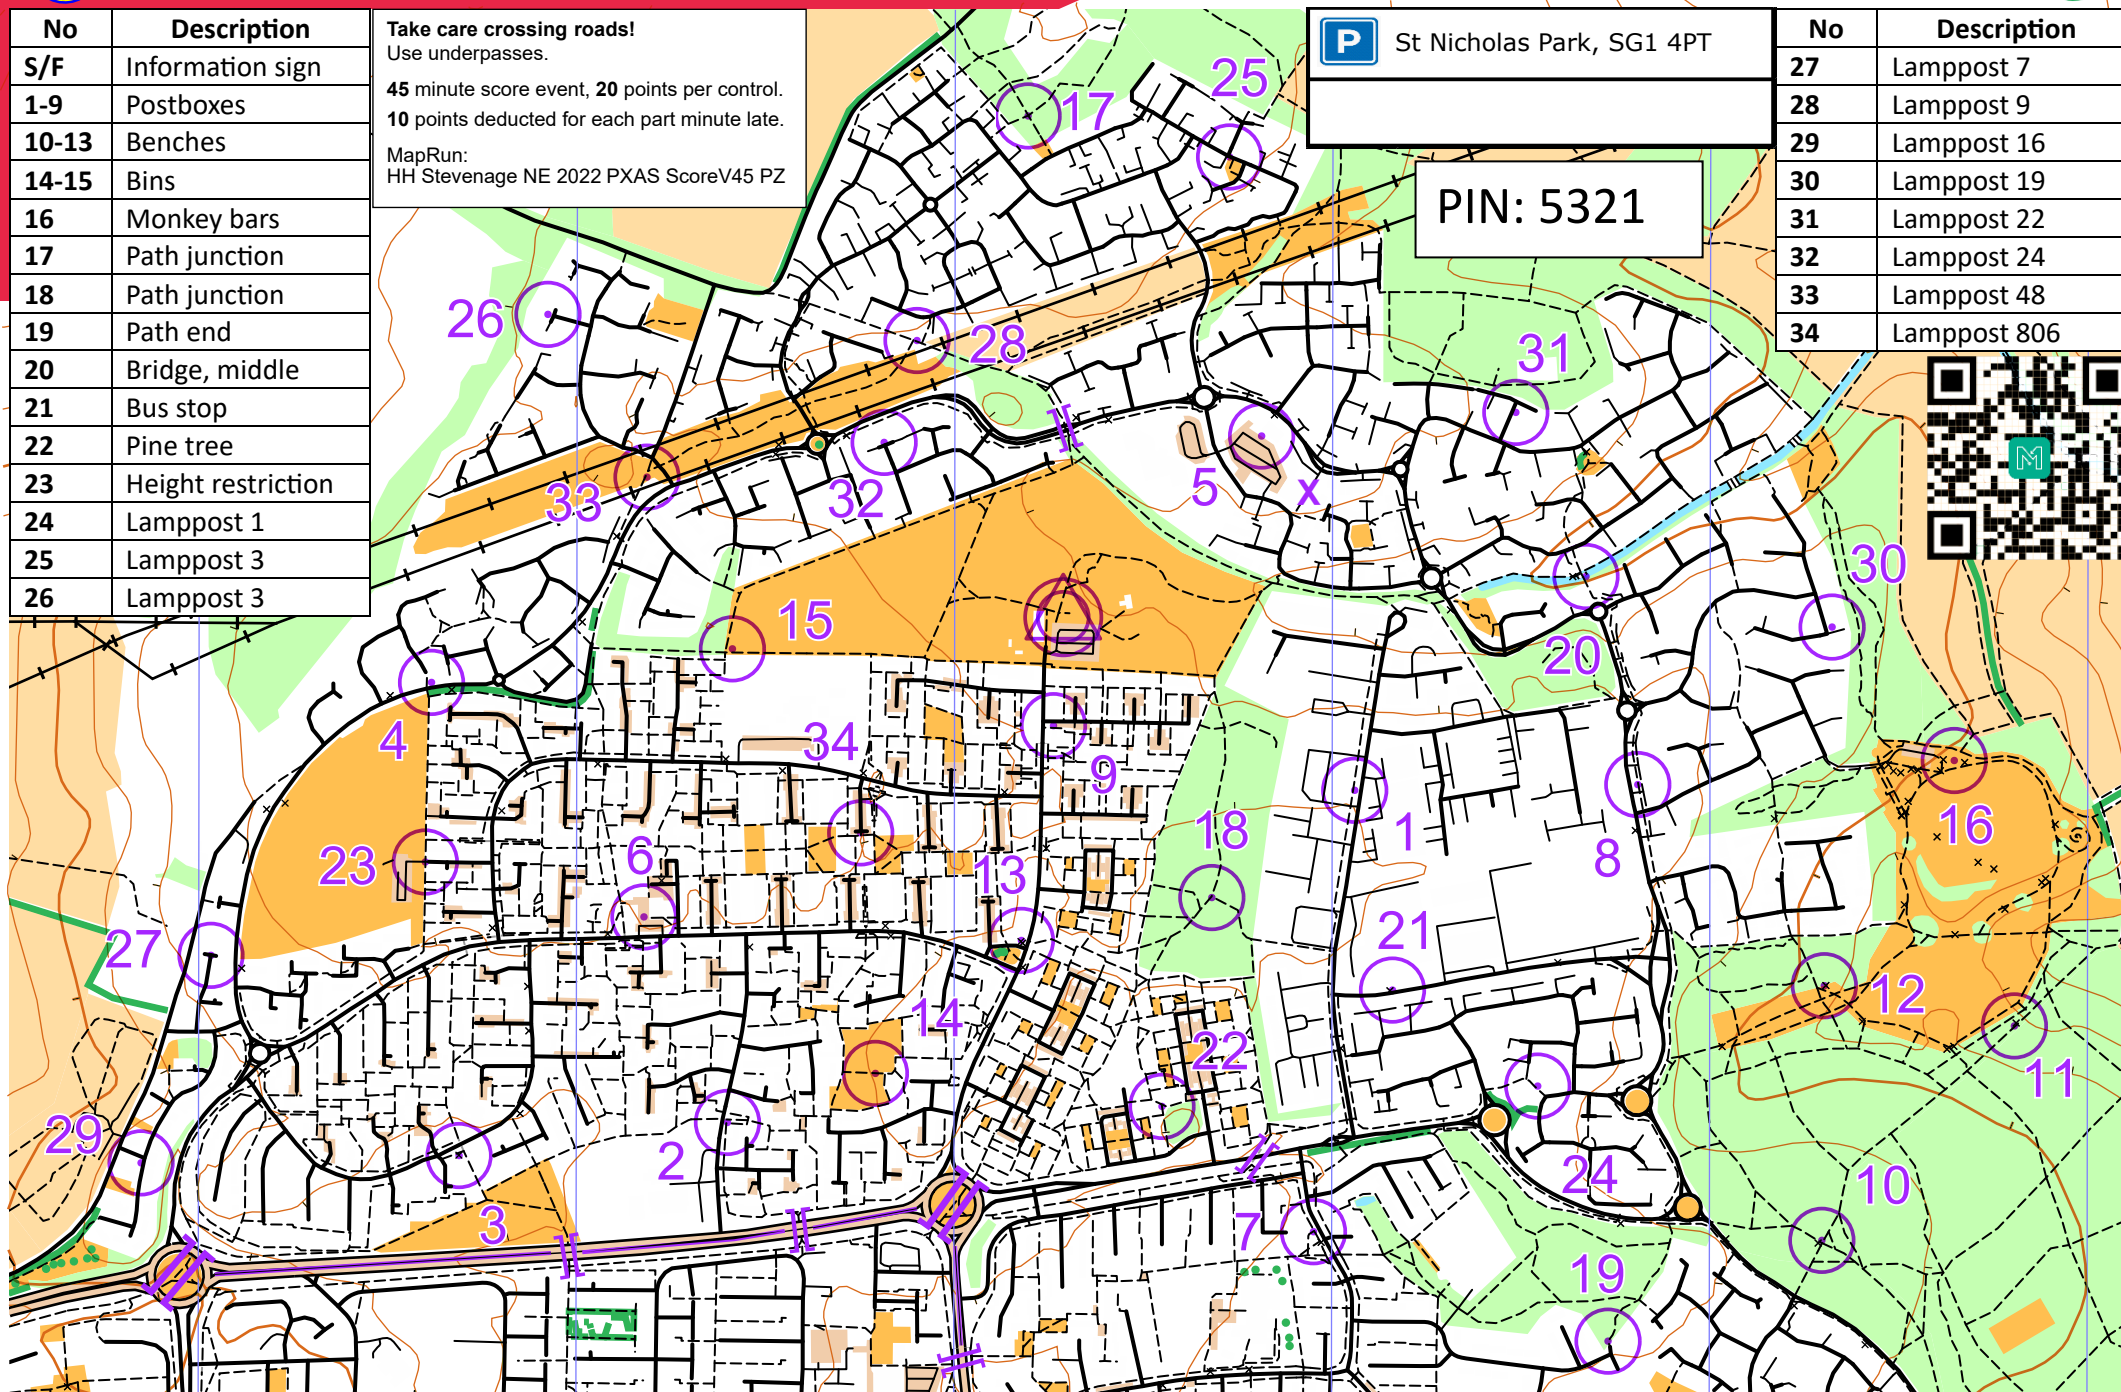 No Description
S/F Information sign
1-9 Postboxes
10-13 Benches
14-15 Bins
16 Monkey bars
17 Path junction
18 Path junction
19 Path end
20 Bridge, middle
21 Bus stop
22 Pine tree
23 Height restriction
24 Lamppost 1
25 Lamppost 3
26 Lamppost 3
Take care crossing roads!
Use underpasses.
45 minute score event, 20 points per control.
10 points deducted for each part minute late.
MapRun:
HH Stevenage NE 2022 PXAS ScoreV45 PZ
P St Nicholas Park, SG1 4PT
PIN: 5321
No Description
27 Lamppost 7
28 Lamppost 9
29 Lamppost 16
30 Lamppost 19
31 Lamppost 22
32 Lamppost 24
33 Lamppost 48
34 Lamppost 806
M
25
17
26
28
31
5
X
32
33
30
15
20
4
34
9
16
18
1
6
13
8
23
21
27
12
14
22
11
29
2
24
10
3
7
19